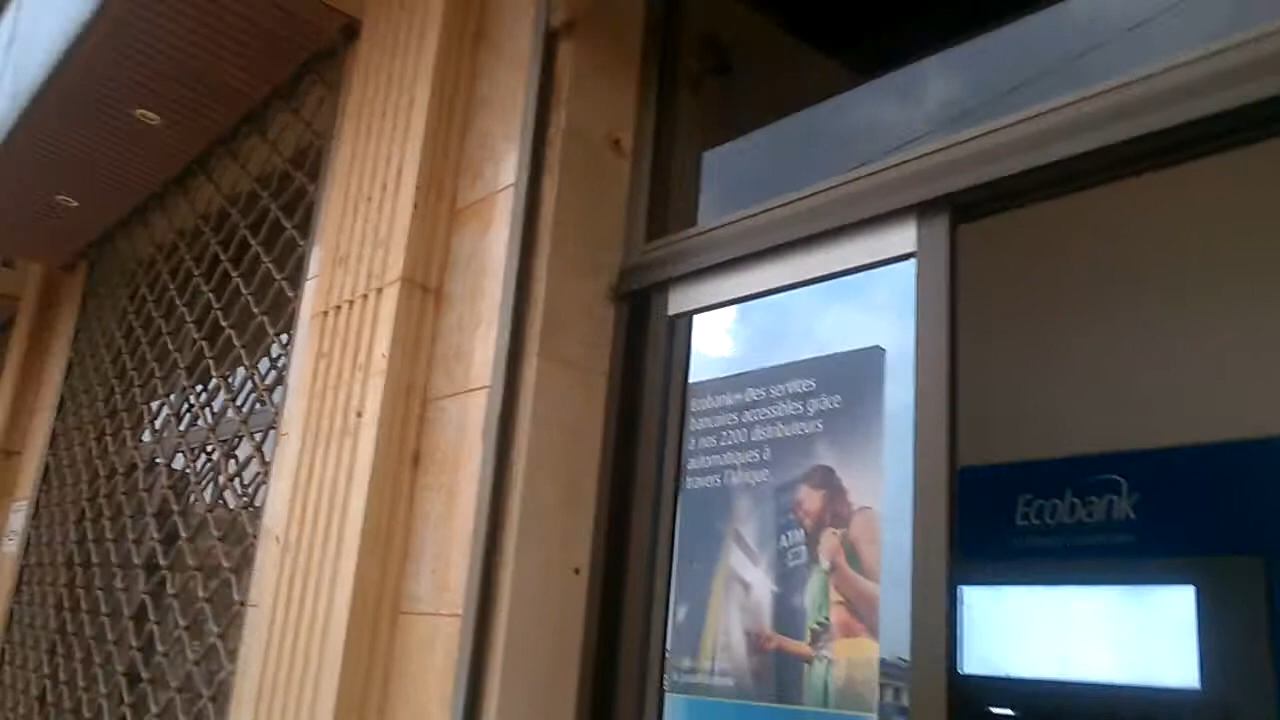 Ecobank – Des services
bancaires accessibles grâce
à nos 2200 distributeurs
automatiques à
travers l'Afrique
ATM
Ecobank